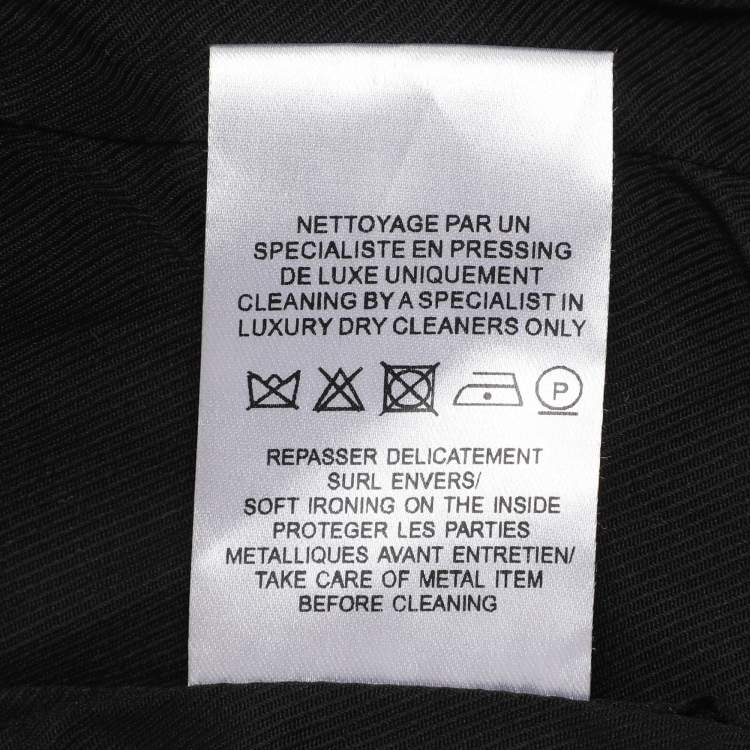 NETTOYAGE PAR UN
SPECIALISTE EN PRESSING
DE LUXE UNIQUEMENT
CLEANING BY A SPECIALIST IN
LUXURY DRY CLEANERS ONLY
P
REPASSER DELICATEMENT
SURL ENVERS/
SOFT IRONING ON THE INSIDE
PROTEGER LES PARTIES
METALLIQUES AVANT ENTRETIEN/
TAKE CARE OF METAL ITEM
BEFORE CLEANING